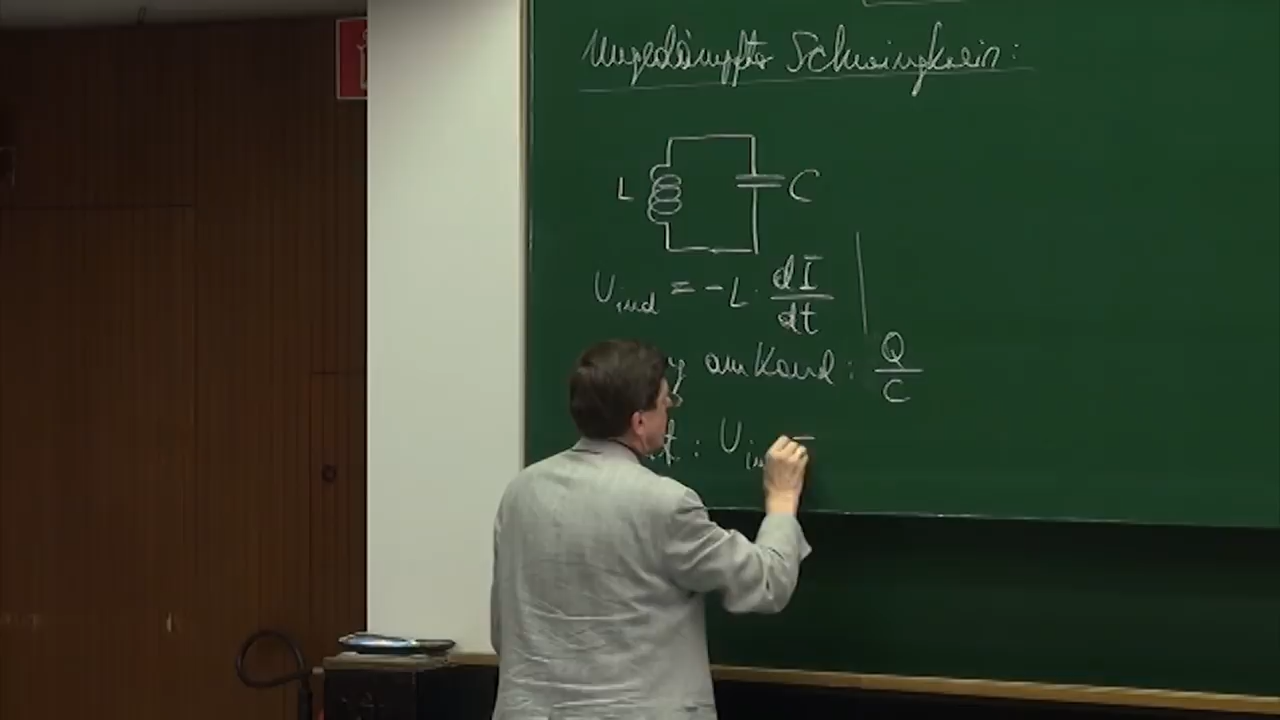 Ungedämpfter Schwingkreis:
L C
U_ind = -L · dI/dt
am Kond: Q/C
: U_in =